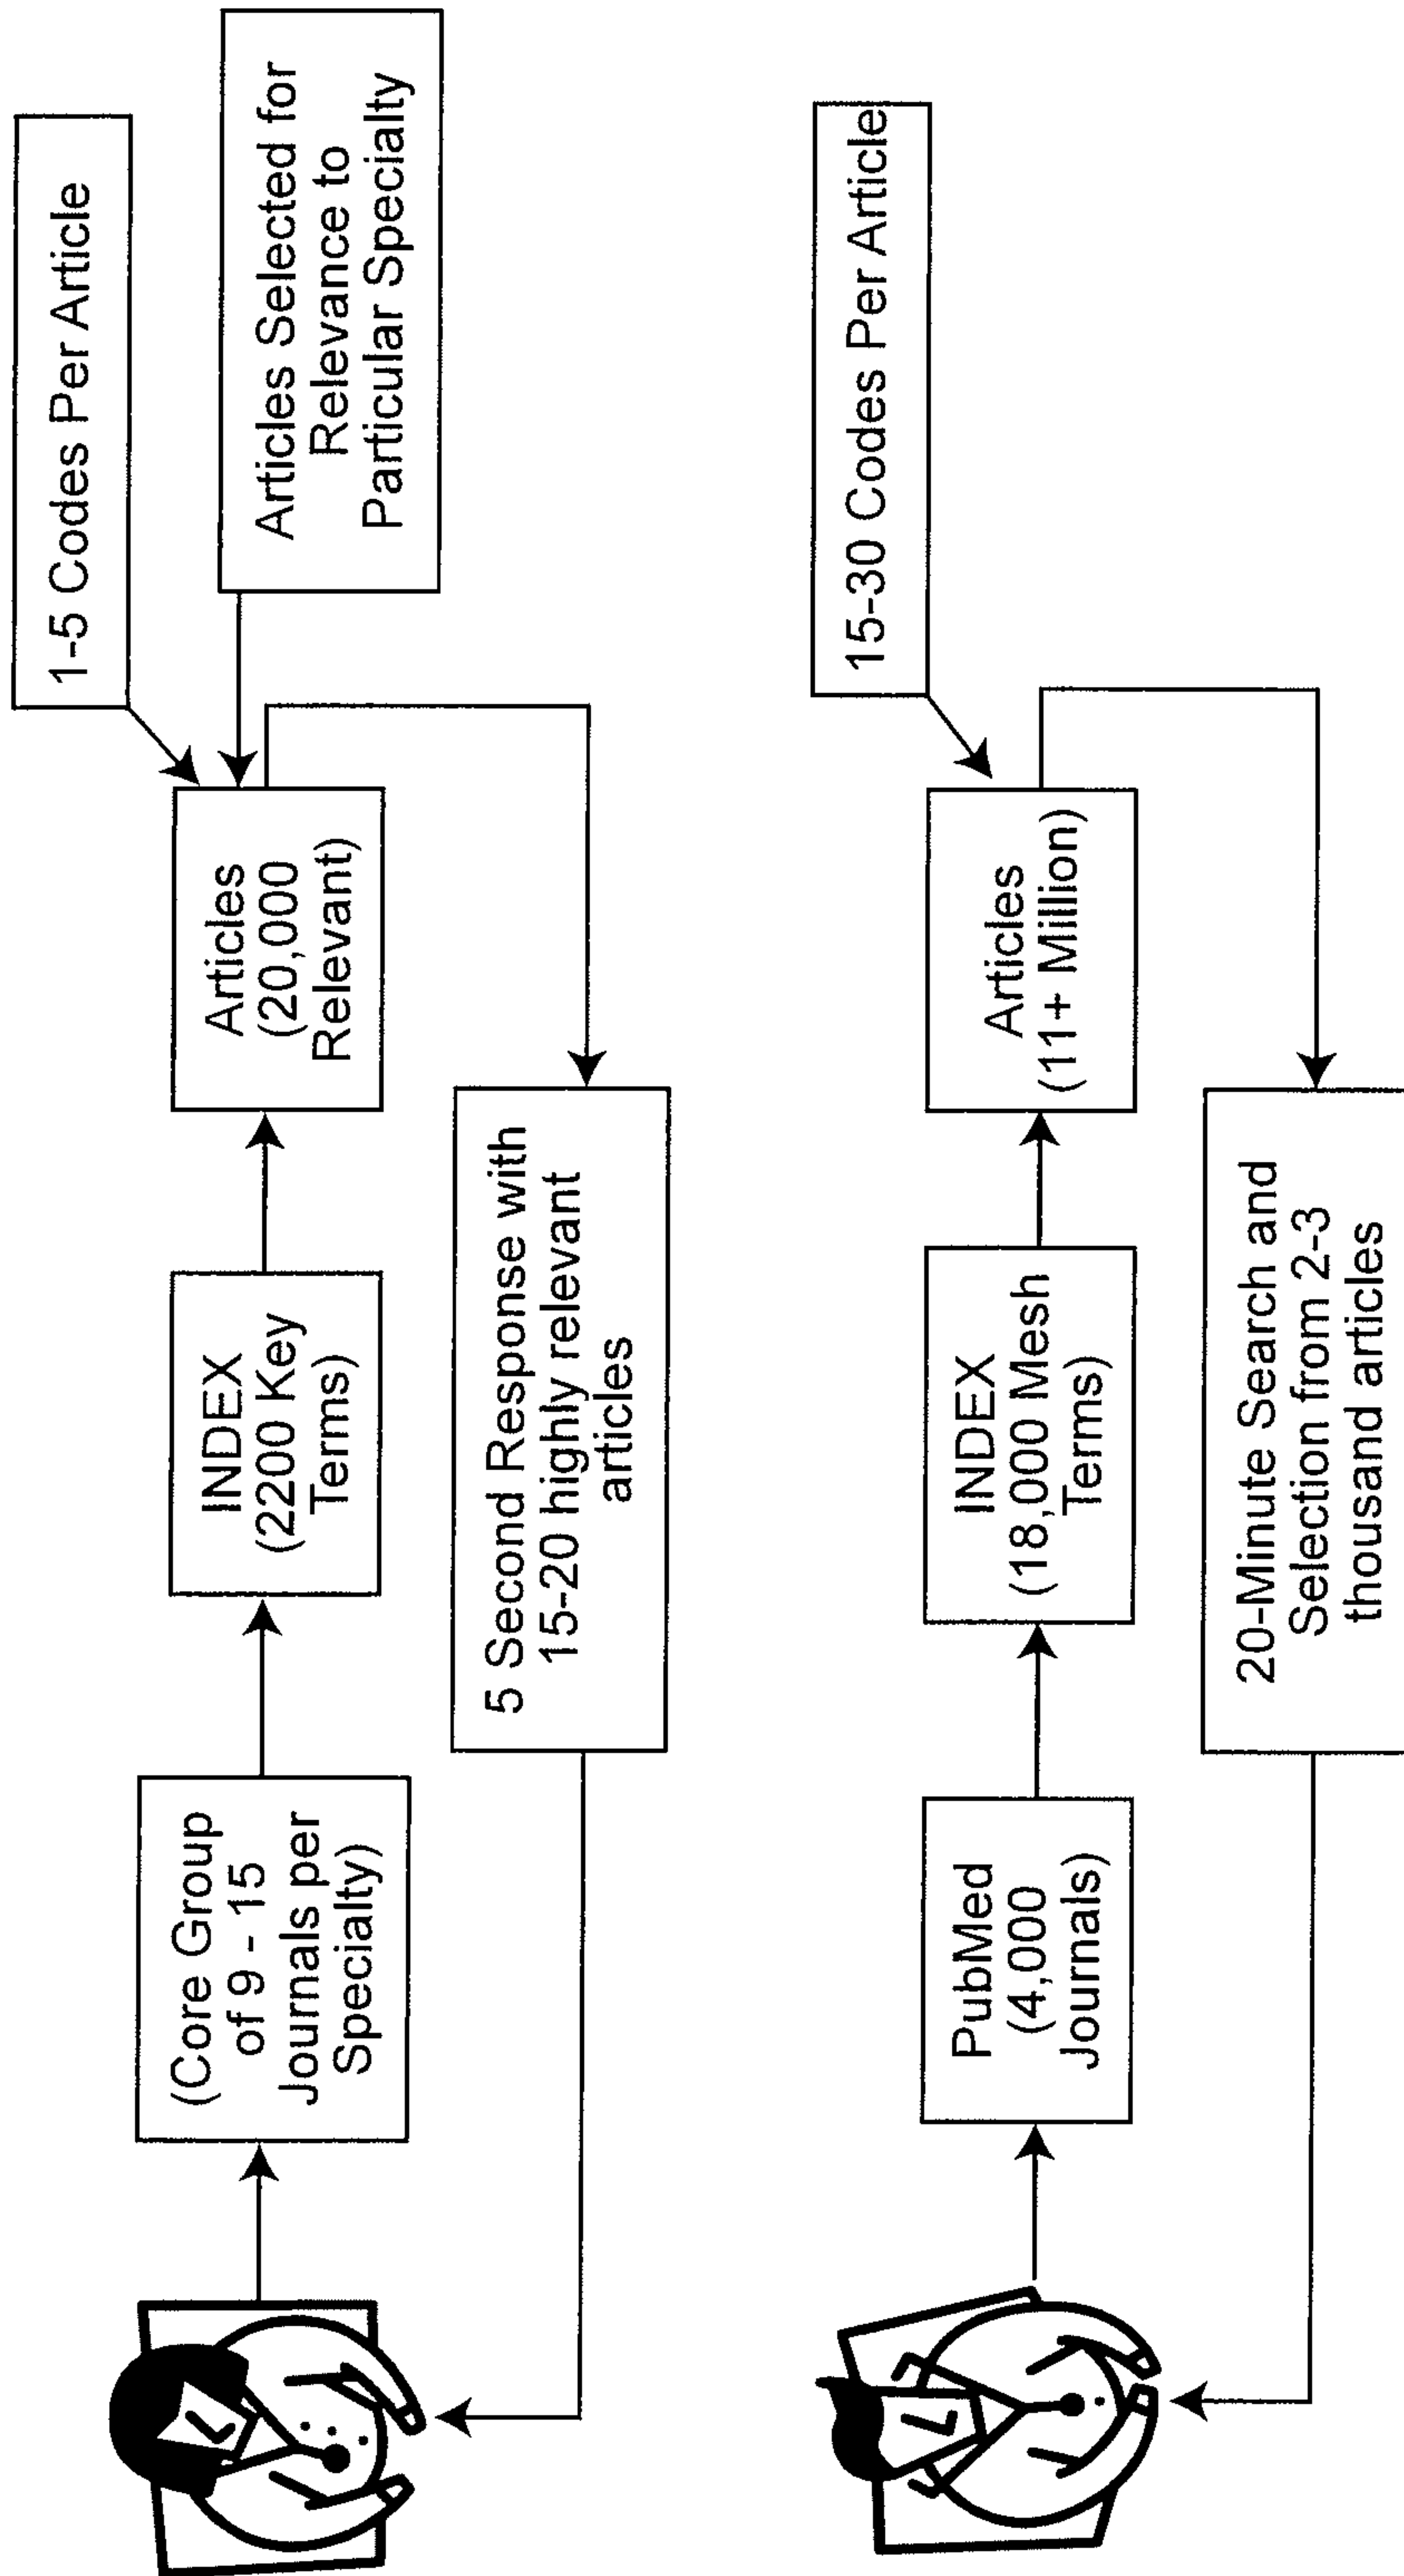 1-5 Codes Per Article
Articles Selected for
Relevance to
Particular Specialty
(Core Group
of 9 - 15
Journals per
Specialty)
INDEX
(2200 Key
Terms)
Articles
(20,000
Relevant)
5 Second Response with
15-20 highly relevant
articles
15-30 Codes Per Article
PubMed
(4,000
Journals)
INDEX
(18,000 Mesh
Terms)
Articles
(11+ Million)
20-Minute Search and
Selection from 2-3
thousand articles